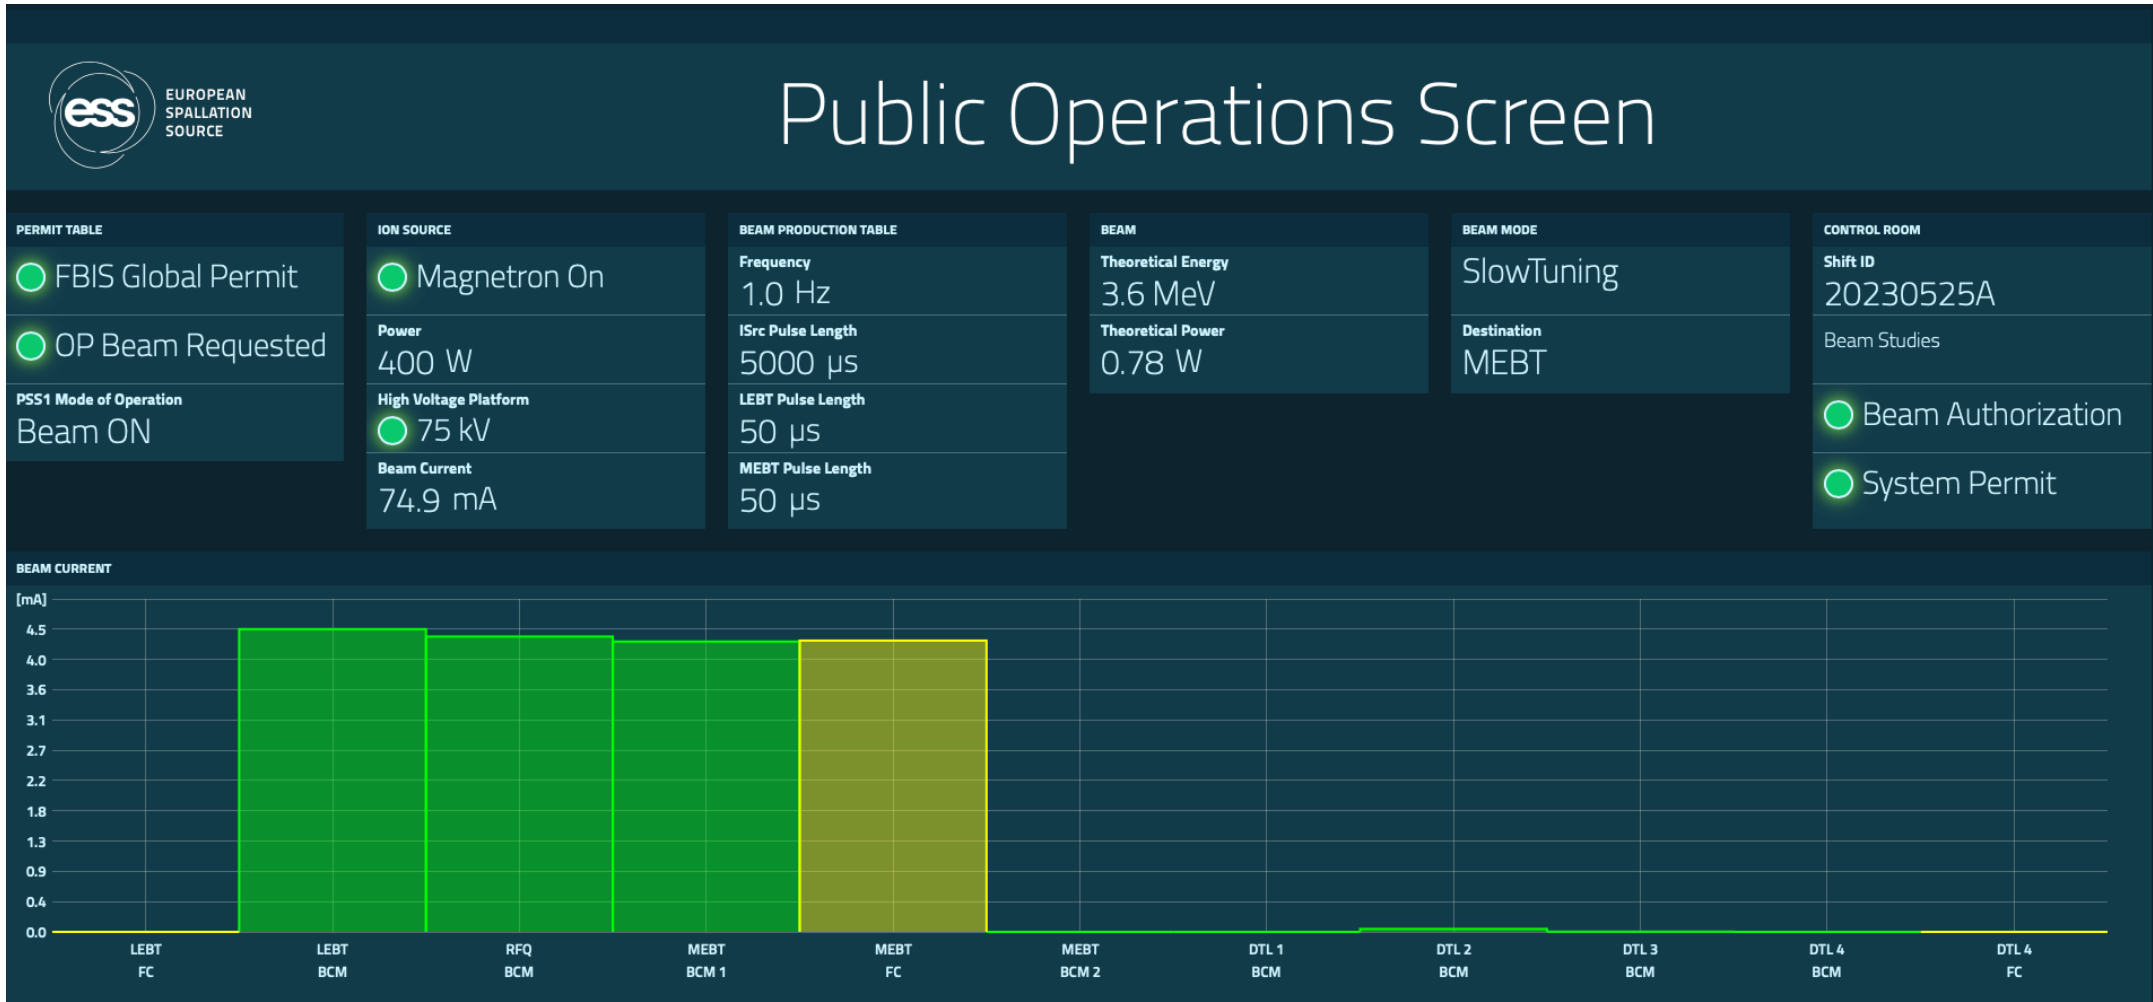 ess
EUROPEAN
SPALLATION
SOURCE
Public Operations Screen
PERMIT TABLE
FBIS Global Permit
OP Beam Requested
PSS1 Mode of Operation
Beam ON
ION SOURCE
Magnetron On
Power
400 W
High Voltage Platform
75 kV
Beam Current
74.9 mA
BEAM PRODUCTION TABLE
Frequency
1.0 Hz
ISrc Pulse Length
5000 µs
LEBT Pulse Length
50 µs
MEBT Pulse Length
50 µs
BEAM
Theoretical Energy
3.6 MeV
Theoretical Power
0.78 W
BEAM MODE
SlowTuning
Destination
MEBT
CONTROL ROOM
Shift ID
20230525A
Beam Studies
Beam Authorization
System Permit
BEAM CURRENT
[mA]
4.5
4.0
3.6
3.1
2.7
2.2
1.8
1.3
0.9
0.4
0.0
LEBT
FC
LEBT
BCM
RFQ
BCM
MEBT
BCM 1
MEBT
FC
MEBT
BCM 2
DTL 1
BCM
DTL 2
BCM
DTL 3
BCM
DTL 4
BCM
DTL 4
FC